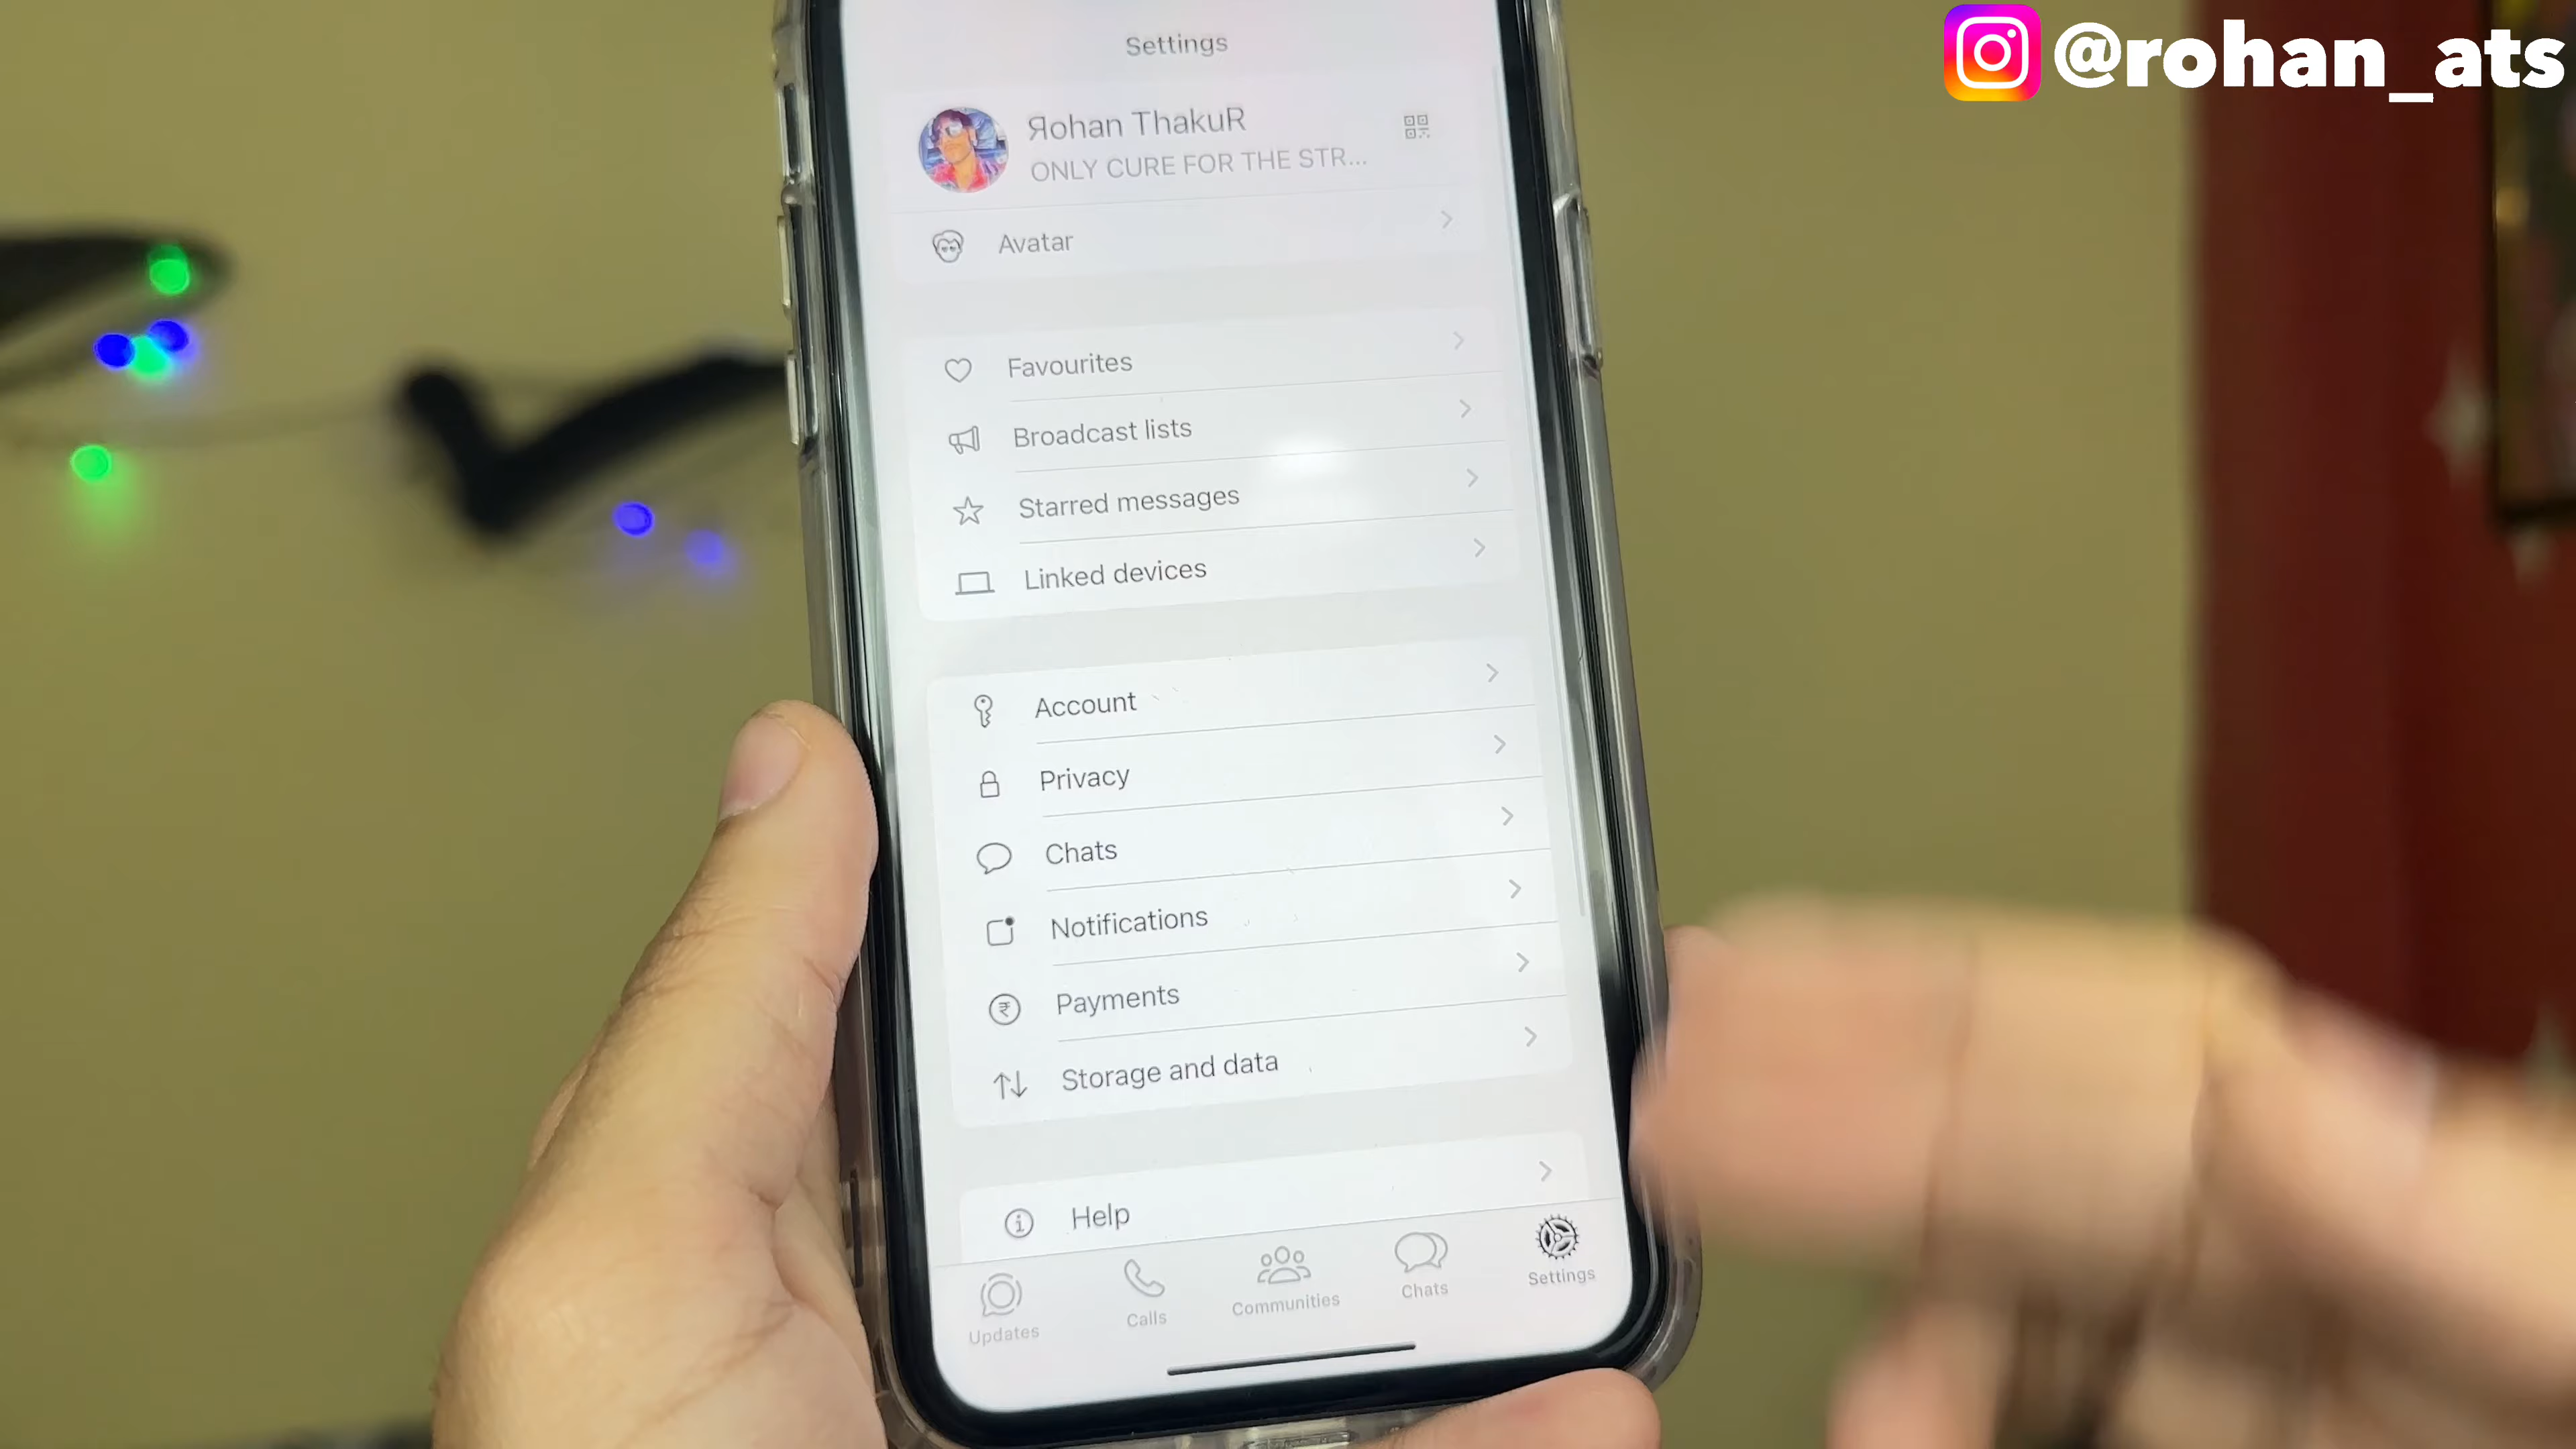 @rohan_ats
Settings
Яohan ThakuR
ONLY CURE FOR THE STR...
Avatar
Favourites
Broadcast lists
Starred messages
Linked devices
Account
Privacy
Chats
Notifications
Payments
Storage and data
Help
Updates
Calls
Communities
Chats
Settings